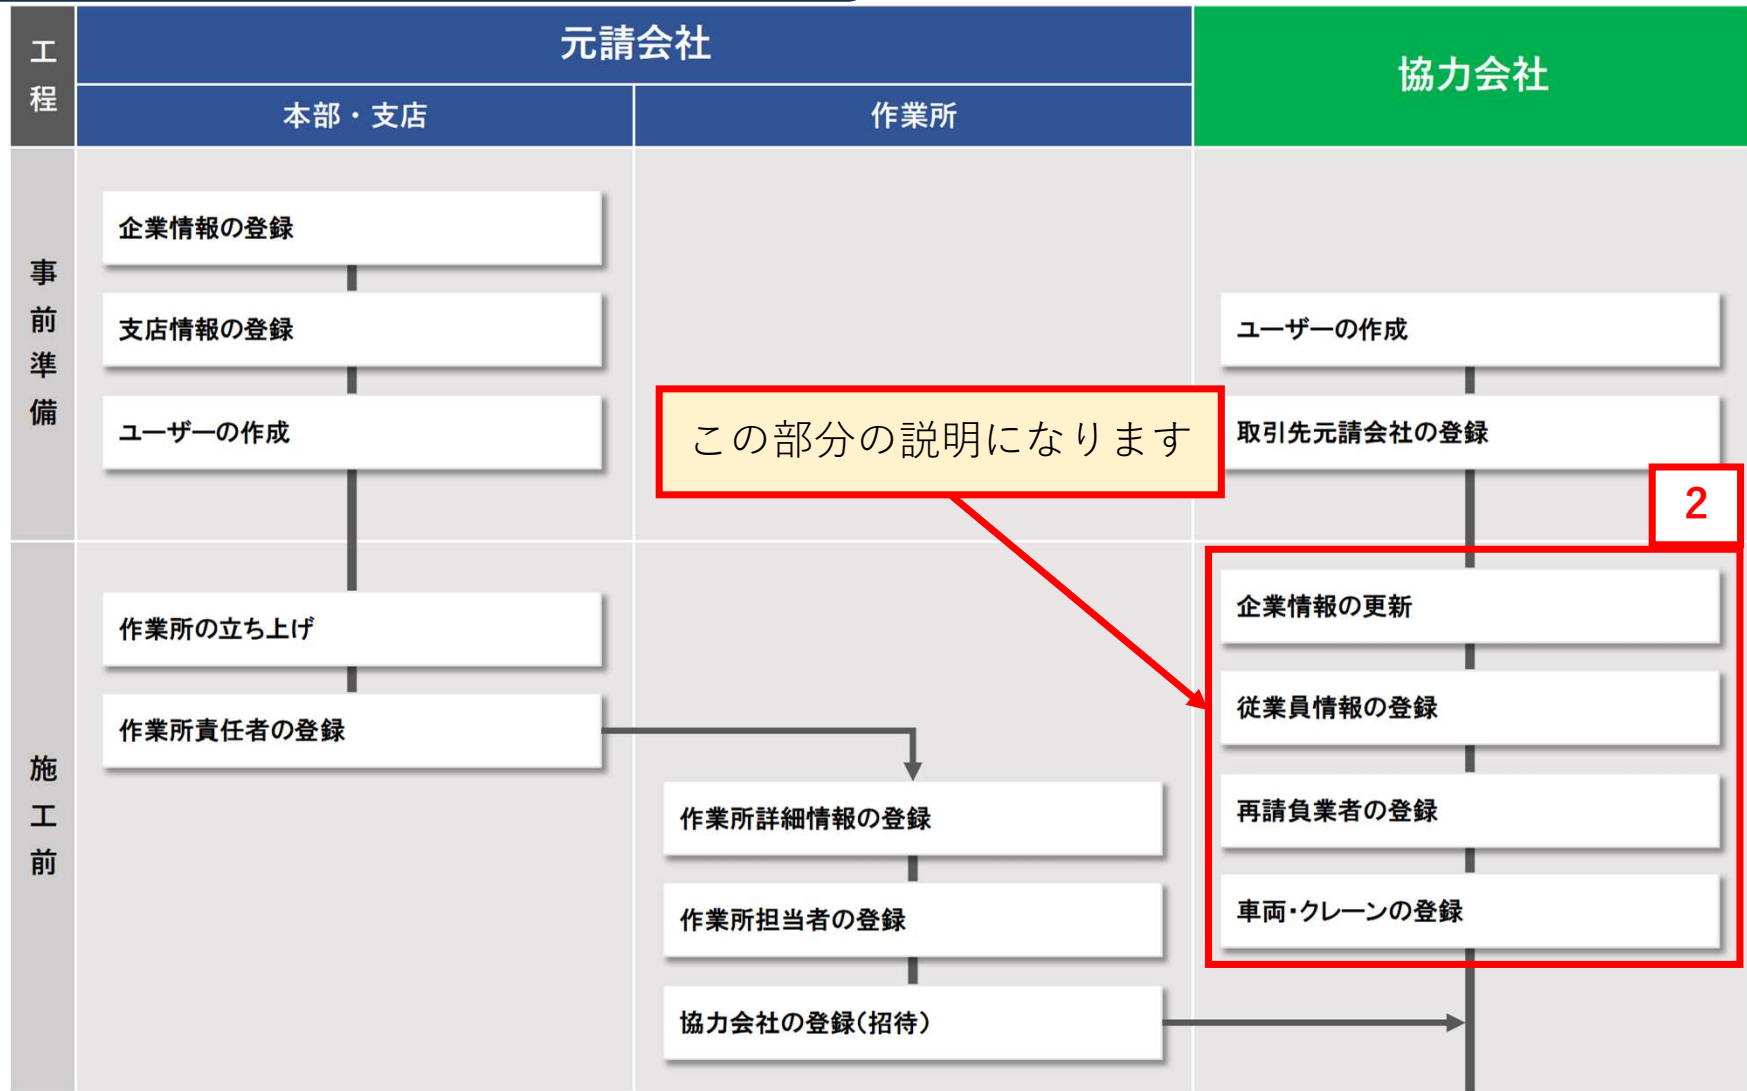 工程
元請会社
協力会社
本部・支店
作業所
事前準備
企業情報の登録
支店情報の登録
ユーザーの作成
ユーザーの作成
取引先元請会社の登録
この部分の説明になります
2
施工前
作業所の立ち上げ
作業所責任者の登録
作業所詳細情報の登録
作業所担当者の登録
協力会社の登録(招待)
企業情報の更新
従業員情報の登録
再請負業者の登録
車両・クレーンの登録